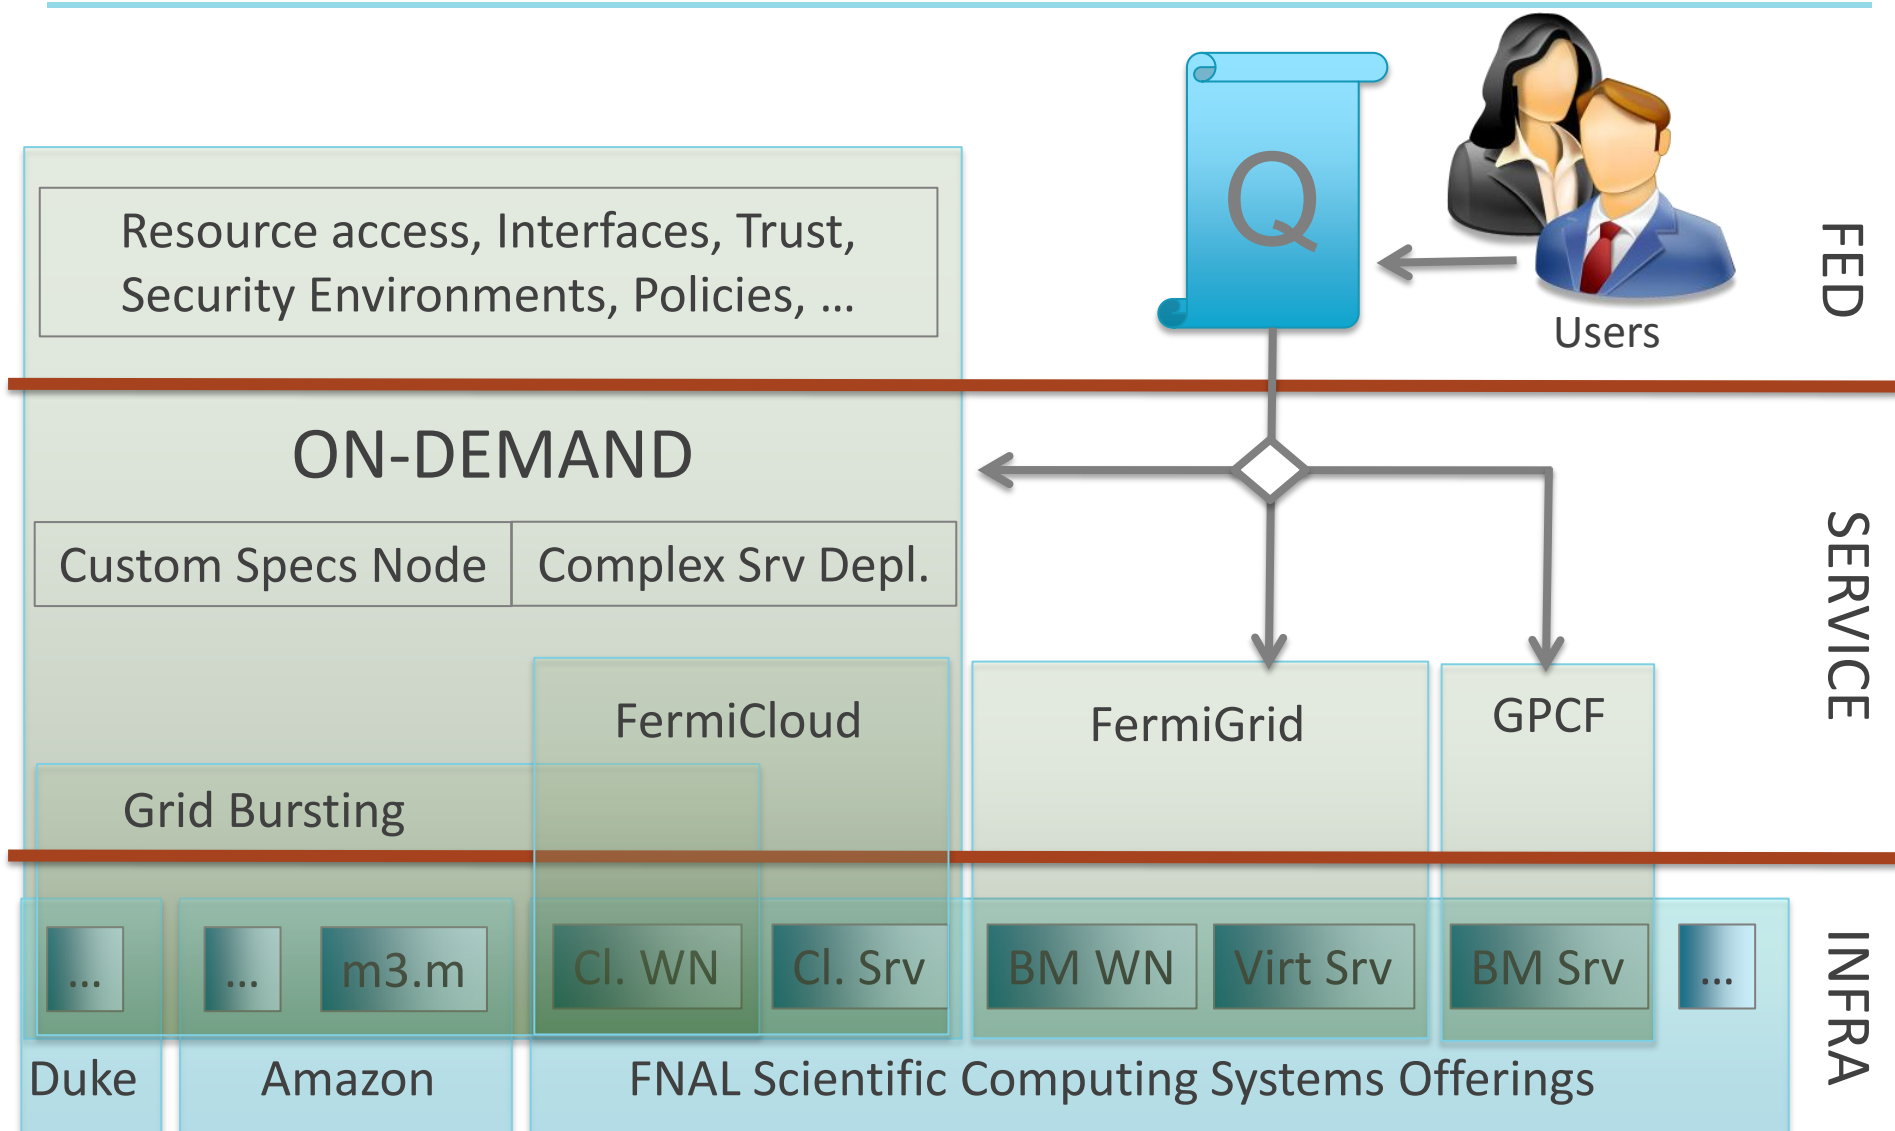 Q
Resource access, Interfaces, Trust,
Security Environments, Policies, ...
Users
FED
ON-DEMAND
Custom Specs Node
Complex Srv Depl.
SERVICE
FermiCloud
FermiGrid
GPCF
Grid Bursting
...
...
m3.m
Cl. WN
Cl. Srv
BM WN
Virt Srv
BM Srv
...
INFRA
Duke
Amazon
FNAL Scientific Computing Systems Offerings